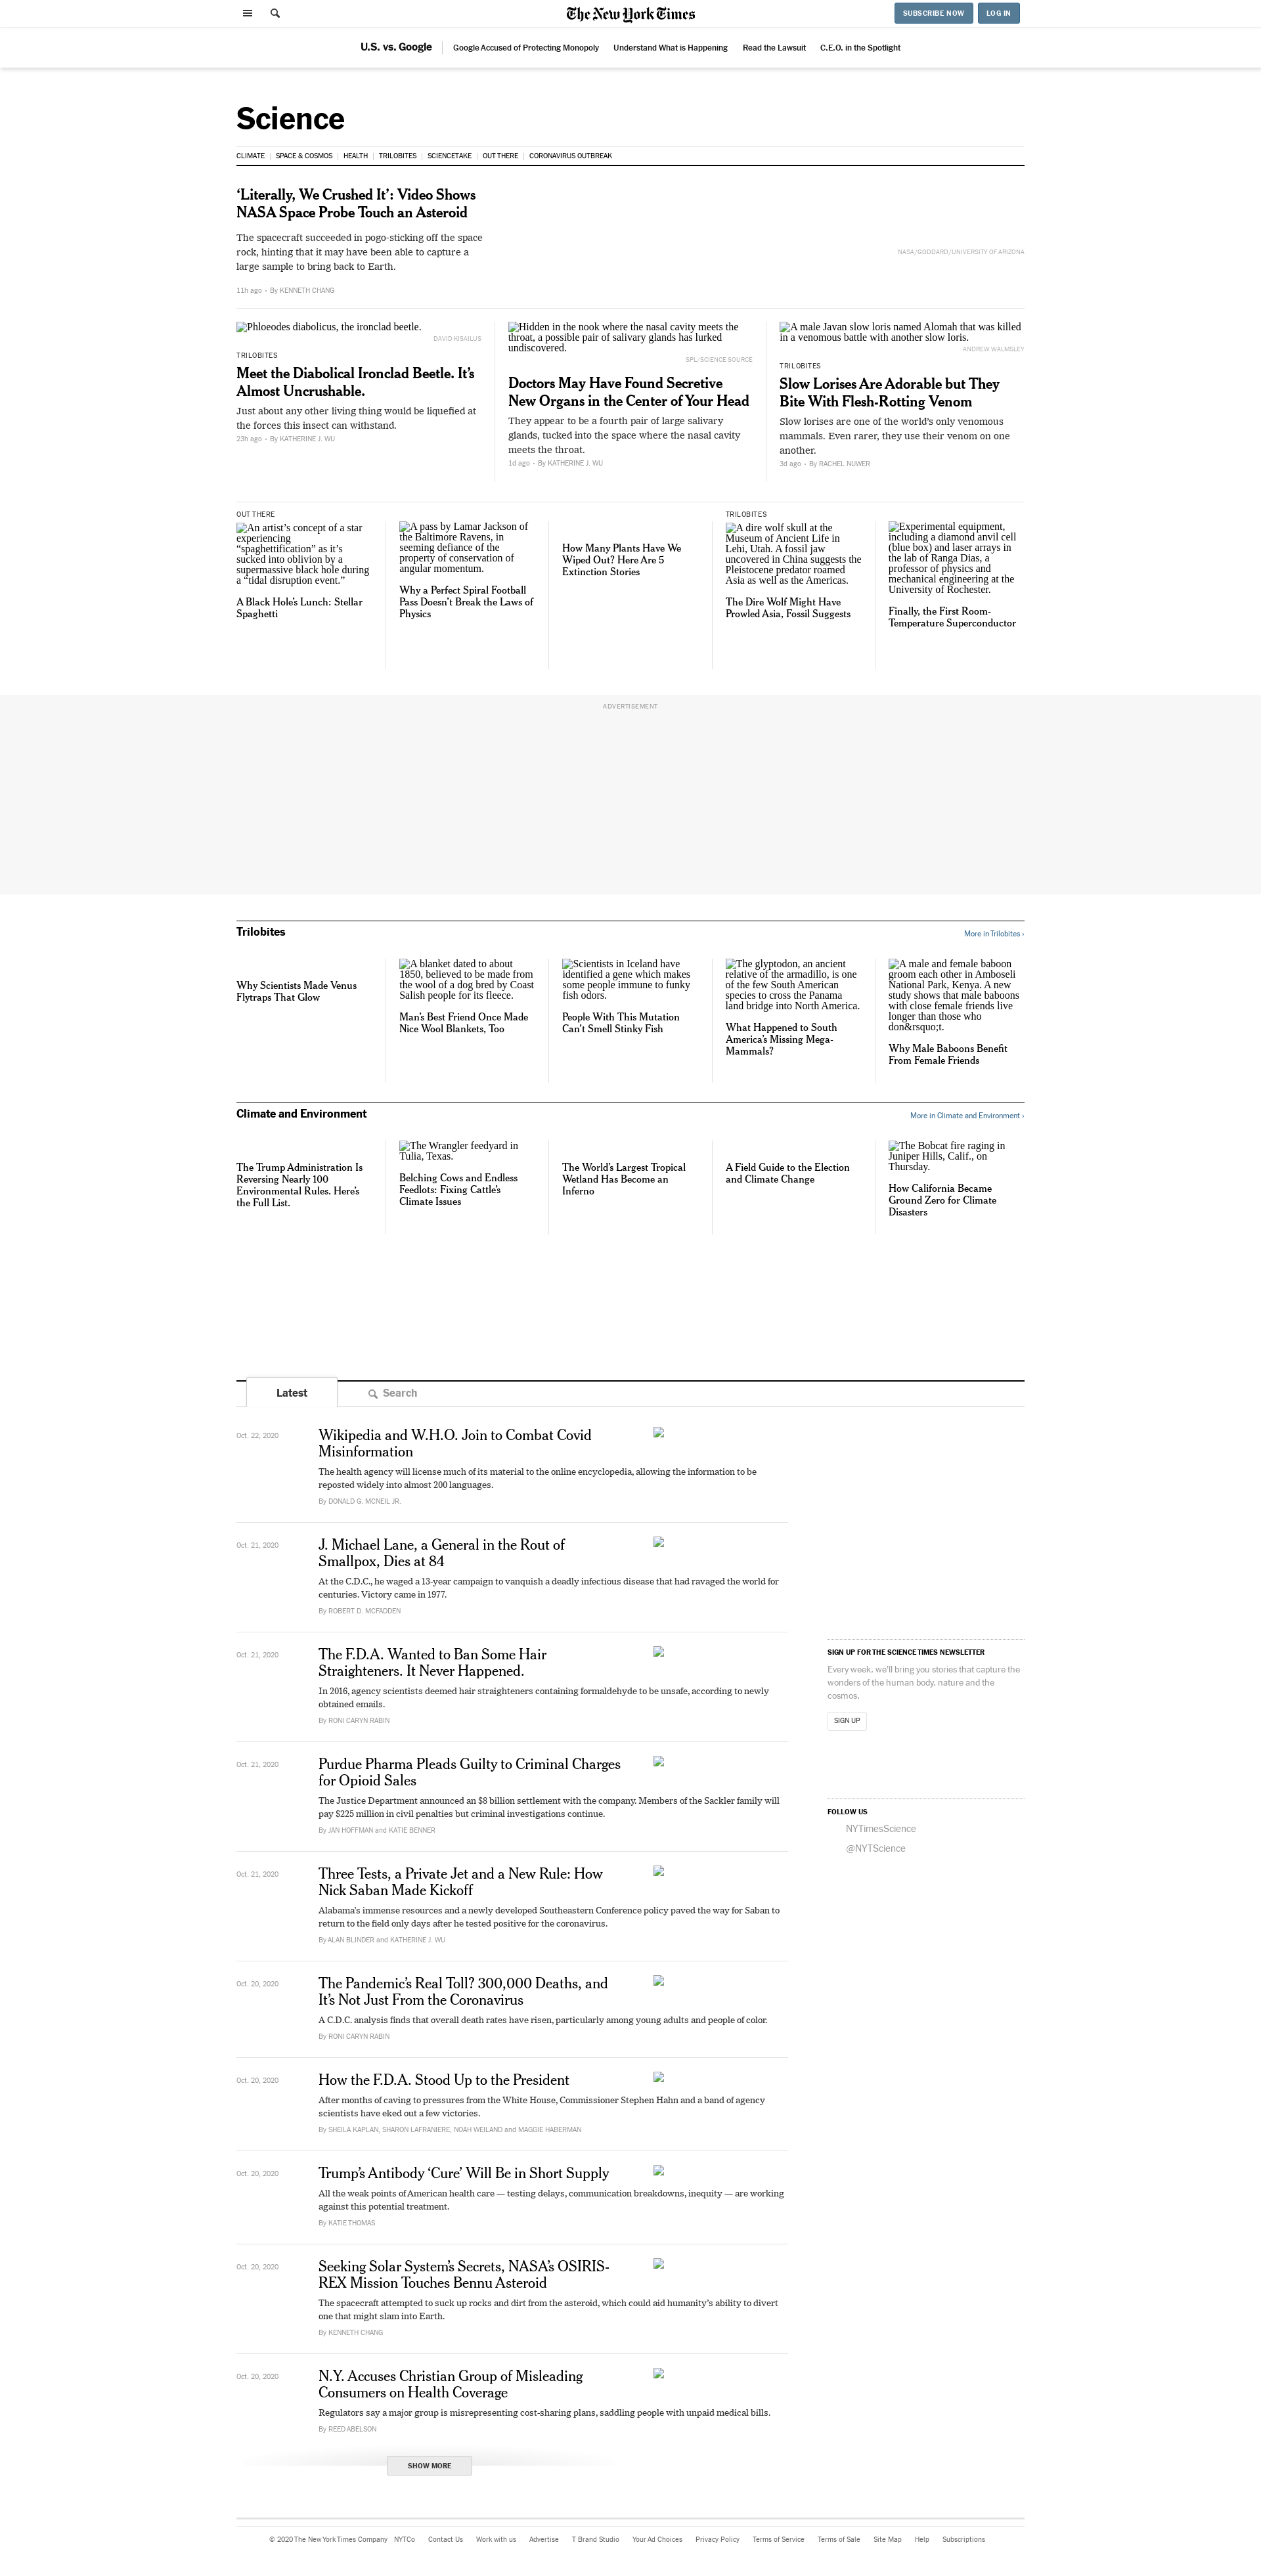 The New York Times
SUBSCRIBE NOW
LOG IN
U.S. vs. Google
Google Accused of Protecting Monopoly
Understand What is Happening
Read the Lawsuit
C.E.O. in the Spotlight
Science
CLIMATE | SPACE & COSMOS | HEALTH | TRILOBITES | SCIENCETAKE | OUT THERE | CORONAVIRUS OUTBREAK
‘Literally, We Crushed It’: Video Shows
NASA Space Probe Touch an Asteroid
The spacecraft succeeded in pogo-sticking off the space
rock, hinting that it may have been able to capture a
large sample to bring back to Earth.
11h ago • By KENNETH CHANG
NASA/GODDARD/UNIVERSITY OF ARIZONA
Phloeodes diabolicus, the ironclad beetle.
DAVID KISAILUS
TRILOBITES
Meet the Diabolical Ironclad Beetle. It’s
Almost Uncrushable.
Just about any other living thing would be liquefied at
the forces this insect can withstand.
23h ago • By KATHERINE J. WU
Hidden in the nook where the nasal cavity meets the
throat, a possible pair of salivary glands has lurked
undiscovered.
SPL/SCIENCE SOURCE
Doctors May Have Found Secretive
New Organs in the Center of Your Head
They appear to be a fourth pair of large salivary
glands, tucked into the space where the nasal cavity
meets the throat.
1d ago • By KATHERINE J. WU
A male Javan slow loris named Alomah that was killed
in a venomous battle with another slow loris.
ANDREW WALMSLEY
TRILOBITES
Slow Lorises Are Adorable but They
Bite With Flesh-Rotting Venom
Slow lorises are one of the world’s only venomous
mammals. Even rarer, they use their venom on one
another.
3d ago • By RACHEL NUWER
OUT THERE
An artist’s concept of a star
experiencing
“spaghettification” as it’s
sucked into oblivion by a
supermassive black hole during
a “tidal disruption event.”
A Black Hole’s Lunch: Stellar
Spaghetti
A pass by Lamar Jackson of
the Baltimore Ravens, in
seeming defiance of the
property of conservation of
angular momentum.
Why a Perfect Spiral Football
Pass Doesn’t Break the Laws of
Physics
How Many Plants Have We
Wiped Out? Here Are 5
Extinction Stories
TRILOBITES
A dire wolf skull at the
Museum of Ancient Life in
Lehi, Utah. A fossil jaw
uncovered in China suggests the
Pleistocene predator roamed
Asia as well as the Americas.
The Dire Wolf Might Have
Prowled Asia, Fossil Suggests
Experimental equipment,
including a diamond anvil cell
(blue box) and laser arrays in
the lab of Ranga Dias, a
professor of physics and
mechanical engineering at the
University of Rochester.
Finally, the First Room-
Temperature Superconductor
ADVERTISEMENT
Trilobites
More in Trilobites ›
Why Scientists Made Venus
Flytraps That Glow
A blanket dated to about
1850, believed to be made from
the wool of a dog bred by Coast
Salish people for its fleece.
Man’s Best Friend Once Made
Nice Wool Blankets, Too
Scientists in Iceland have
identified a gene which makes
some people immune to funky
fish odors.
People With This Mutation
Can’t Smell Stinky Fish
The glyptodon, an ancient
relative of the armadillo, is one
of the few South American
species to cross the Panama
land bridge into North America.
What Happened to South
America’s Missing Mega-
Mammals?
A male and female baboon
groom each other in Amboseli
National Park, Kenya. A new
study shows that male baboons
with close female friends live
longer than those who
don&rsquo;t.
Why Male Baboons Benefit
From Female Friends
Climate and Environment
More in Climate and Environment ›
The Trump Administration Is
Reversing Nearly 100
Environmental Rules. Here’s
the Full List.
The Wrangler feedyard in
Tulia, Texas.
Belching Cows and Endless
Feedlots: Fixing Cattle’s
Climate Issues
The World’s Largest Tropical
Wetland Has Become an
Inferno
A Field Guide to the Election
and Climate Change
The Bobcat fire raging in
Juniper Hills, Calif., on
Thursday.
How California Became
Ground Zero for Climate
Disasters
Latest
Search
Oct. 22, 2020
Wikipedia and W.H.O. Join to Combat Covid
Misinformation
The health agency will license much of its material to the online encyclopedia, allowing the information to be
reposted widely into almost 200 languages.
By DONALD G. MCNEIL JR.
Oct. 21, 2020
J. Michael Lane, a General in the Rout of
Smallpox, Dies at 84
At the C.D.C., he waged a 13-year campaign to vanquish a deadly infectious disease that had ravaged the world for
centuries. Victory came in 1977.
By ROBERT D. MCFADDEN
Oct. 21, 2020
The F.D.A. Wanted to Ban Some Hair
Straighteners. It Never Happened.
In 2016, agency scientists deemed hair straighteners containing formaldehyde to be unsafe, according to newly
obtained emails.
By RONI CARYN RABIN
Oct. 21, 2020
Purdue Pharma Pleads Guilty to Criminal Charges
for Opioid Sales
The Justice Department announced an $8 billion settlement with the company. Members of the Sackler family will
pay $225 million in civil penalties but criminal investigations continue.
By JAN HOFFMAN and KATIE BENNER
Oct. 21, 2020
Three Tests, a Private Jet and a New Rule: How
Nick Saban Made Kickoff
Alabama’s immense resources and a newly developed Southeastern Conference policy paved the way for Saban to
return to the field only days after he tested positive for the coronavirus.
By ALAN BLINDER and KATHERINE J. WU
Oct. 20, 2020
The Pandemic’s Real Toll? 300,000 Deaths, and
It’s Not Just From the Coronavirus
A C.D.C. analysis finds that overall death rates have risen, particularly among young adults and people of color.
By RONI CARYN RABIN
Oct. 20, 2020
How the F.D.A. Stood Up to the President
After months of caving to pressures from the White House, Commissioner Stephen Hahn and a band of agency
scientists have eked out a few victories.
By SHEILA KAPLAN, SHARON LAFRANIERE, NOAH WEILAND and MAGGIE HABERMAN
Oct. 20, 2020
Trump’s Antibody ‘Cure’ Will Be in Short Supply
All the weak points of American health care — testing delays, communication breakdowns, inequity — are working
against this potential treatment.
By KATIE THOMAS
Oct. 20, 2020
Seeking Solar System’s Secrets, NASA’s OSIRIS-
REX Mission Touches Bennu Asteroid
The spacecraft attempted to suck up rocks and dirt from the asteroid, which could aid humanity’s ability to divert
one that might slam into Earth.
By KENNETH CHANG
Oct. 20, 2020
N.Y. Accuses Christian Group of Misleading
Consumers on Health Coverage
Regulators say a major group is misrepresenting cost-sharing plans, saddling people with unpaid medical bills.
By REED ABELSON
SHOW MORE
SIGN UP FOR THE SCIENCE TIMES NEWSLETTER
Every week, we’ll bring you stories that capture the
wonders of the human body, nature and the
cosmos.
SIGN UP
FOLLOW US
NYTimesScience
@NYTScience
© 2020 The New York Times Company
NYTCo
Contact Us
Work with us
Advertise
T Brand Studio
Your Ad Choices
Privacy Policy
Terms of Service
Terms of Sale
Site Map
Help
Subscriptions